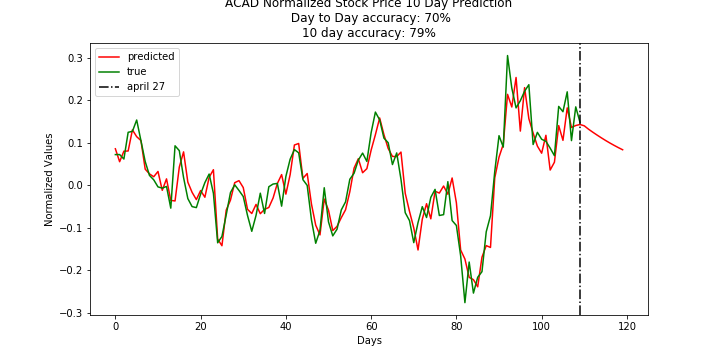 ACAD Normalized Stock Price 10 Day Prediction
Day to Day accuracy: 70%
10 day accuracy: 79%
predicted
true
april 27
Normalized Values
0.3
0.2
0.1
0.0
−0.1
−0.2
−0.3
0 20 40 60 80 100 120
Days